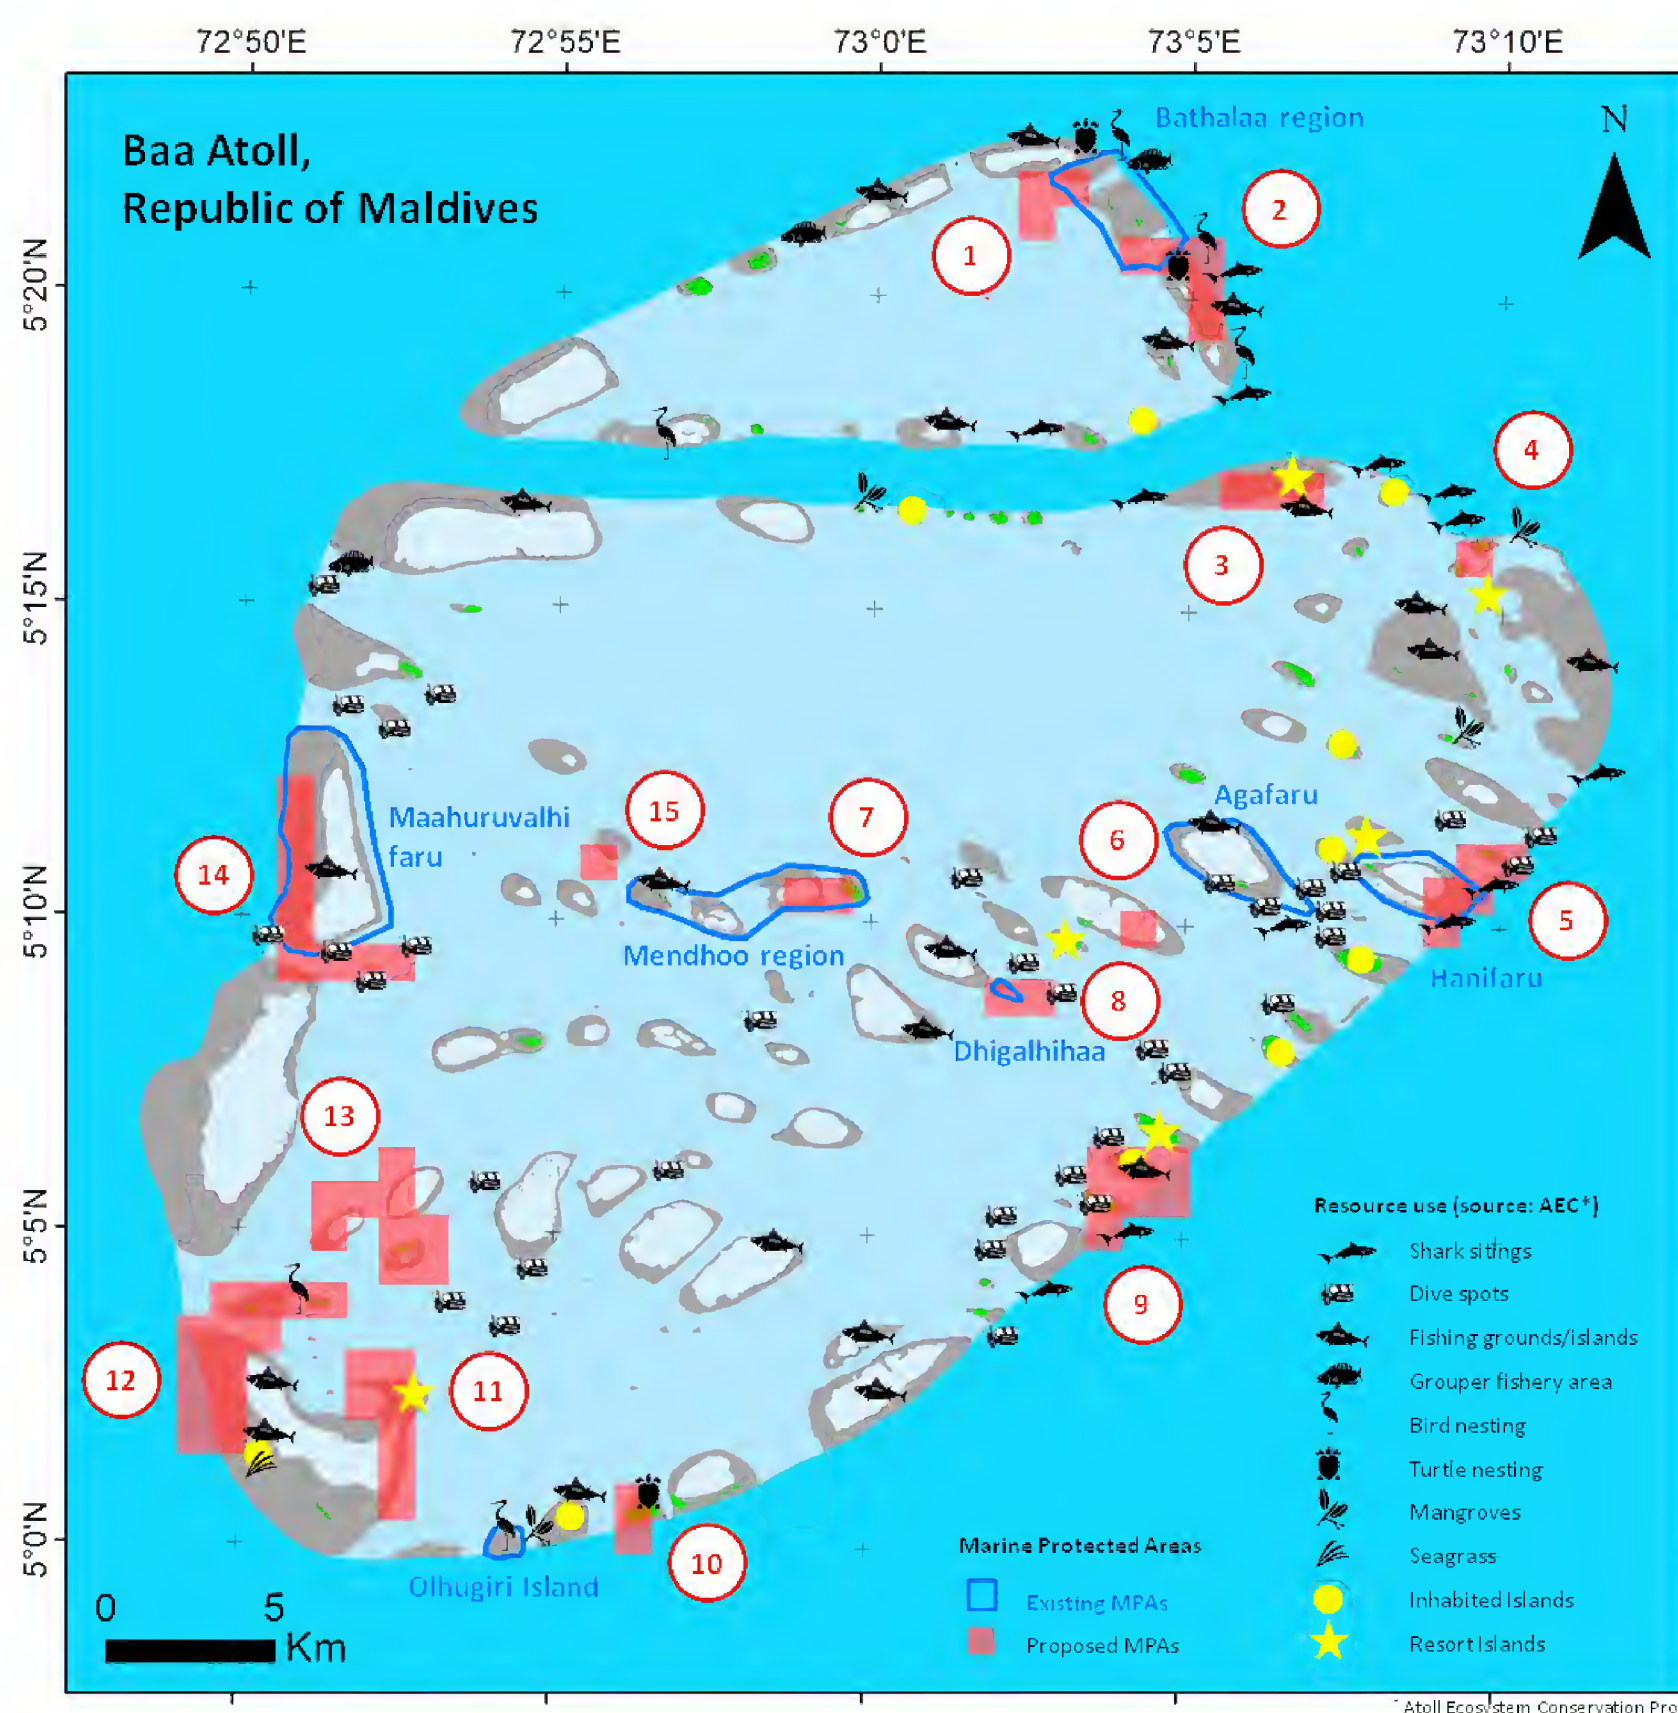 72°50'E 72°55'E 73°0'E 73°5'E 73°10'E
Baa Atoll,
Republic of Maldives
Bathalaa region
N
2
1
5°20'N
4
3
5°15'N
Agafaru
Maahuruvalhi
faru
15
7
6
14
5°10'N
5
Mendhoo region
Hanifaru
8
Dhigalhihaa
13
5°5'N
Resource use (source: AEC*)
Shark sitings
Dive spots
9
Fishing grounds/islands
12
11
Grouper fishery area
Bird nesting
Turtle nesting
Mangroves
5°0'N
10
Marine Protected Areas
Seagrass
Olhugiri Island
Existing MPAs
Inhabited Islands
0 5
Km
Proposed MPAs
Resort Islands
* Atoll Ecosystem Conservation Pro